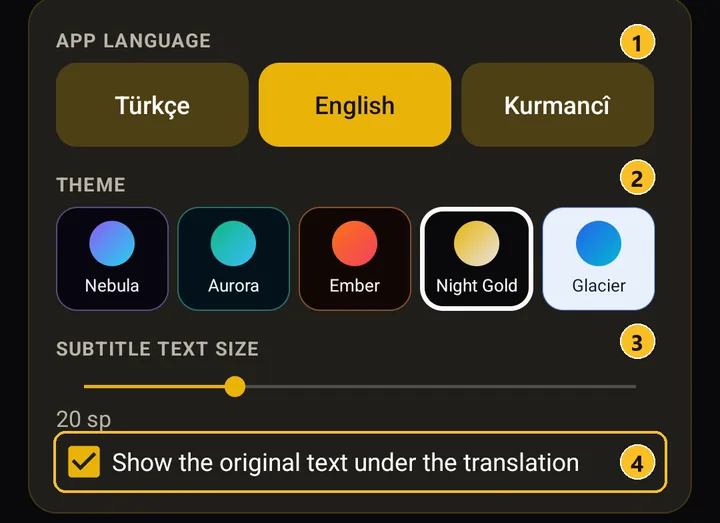 APP LANGUAGE 1
Türkçe English Kurmancî
THEME 2
Nebula Aurora Ember Night Gold Glacier
SUBTITLE TEXT SIZE 3
20 sp
Show the original text under the translation 4